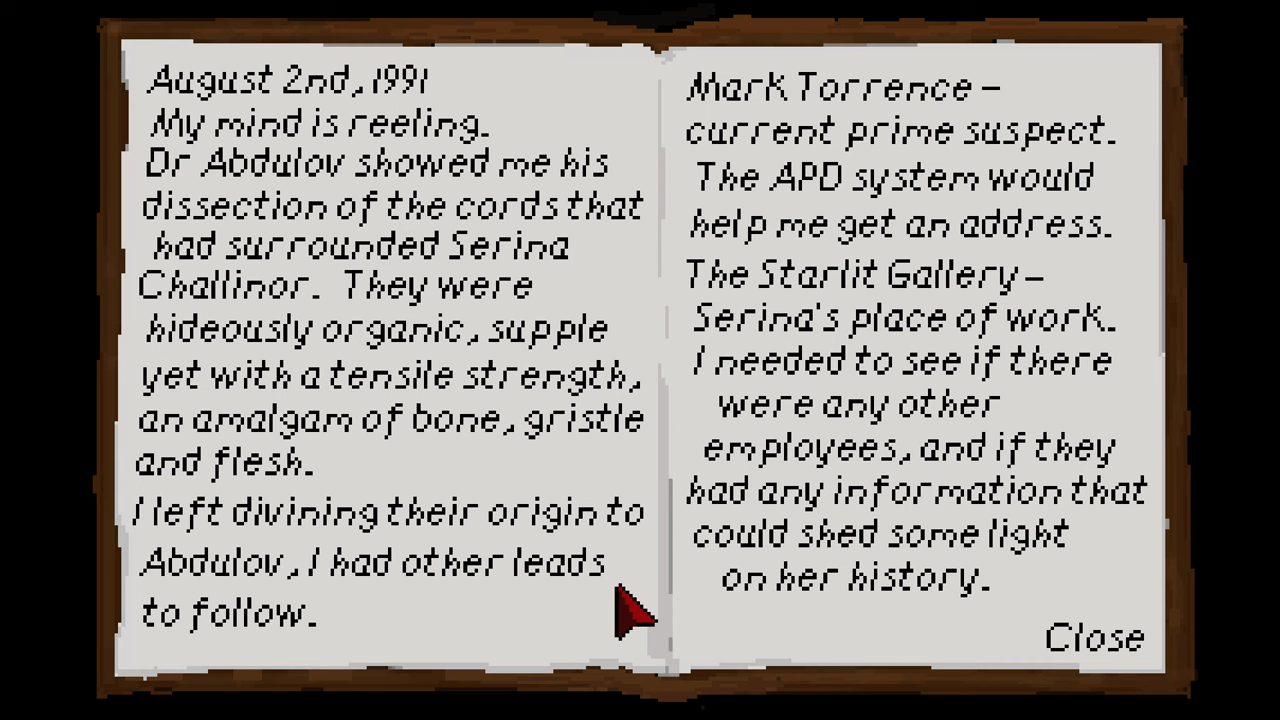 August 2nd, 1991
My mind is reeling.
Dr Abdulov showed me his
dissection of the cords that
had surrounded Serina
Challinor. They were
hideously organic, supple
yet with a tensile strength,
an amalgam of bone, gristle
and flesh.
I left divining their origin to
Abdulov, I had other leads
to follow.
Mark Torrence -
current prime suspect.
The APD system would
help me get an address.
The Starlit Gallery -
Serina's place of work.
I needed to see if there
were any other
employees, and if they
had any information that
could shed some light
on her history.
Close